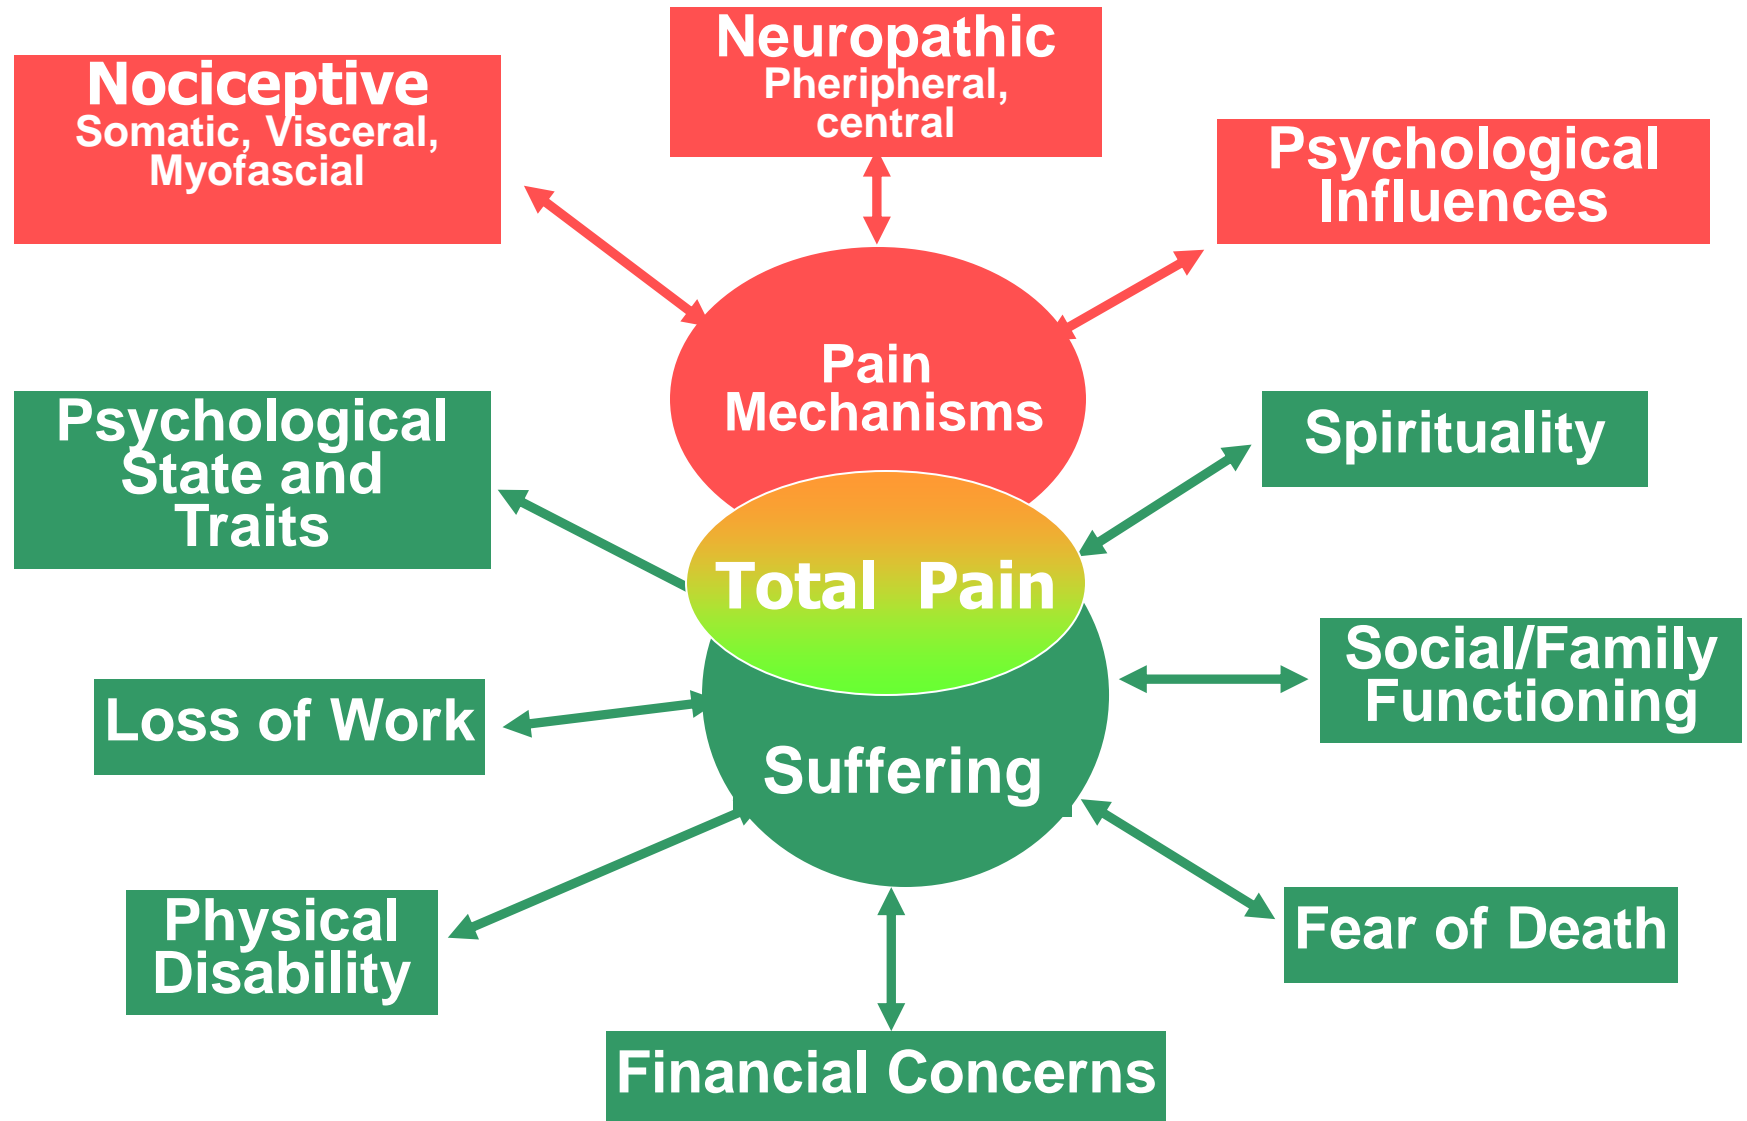 Neuropathic
Pheripheral,
central
Nociceptive
Somatic, Visceral,
Myofascial
Psychological
Influences
Pain
Mechanisms
Psychological
State and
Traits
Spirituality
Total Pain
Social/Family
Functioning
Loss of Work
Suffering
Physical
Disability
Fear of Death
Financial Concerns